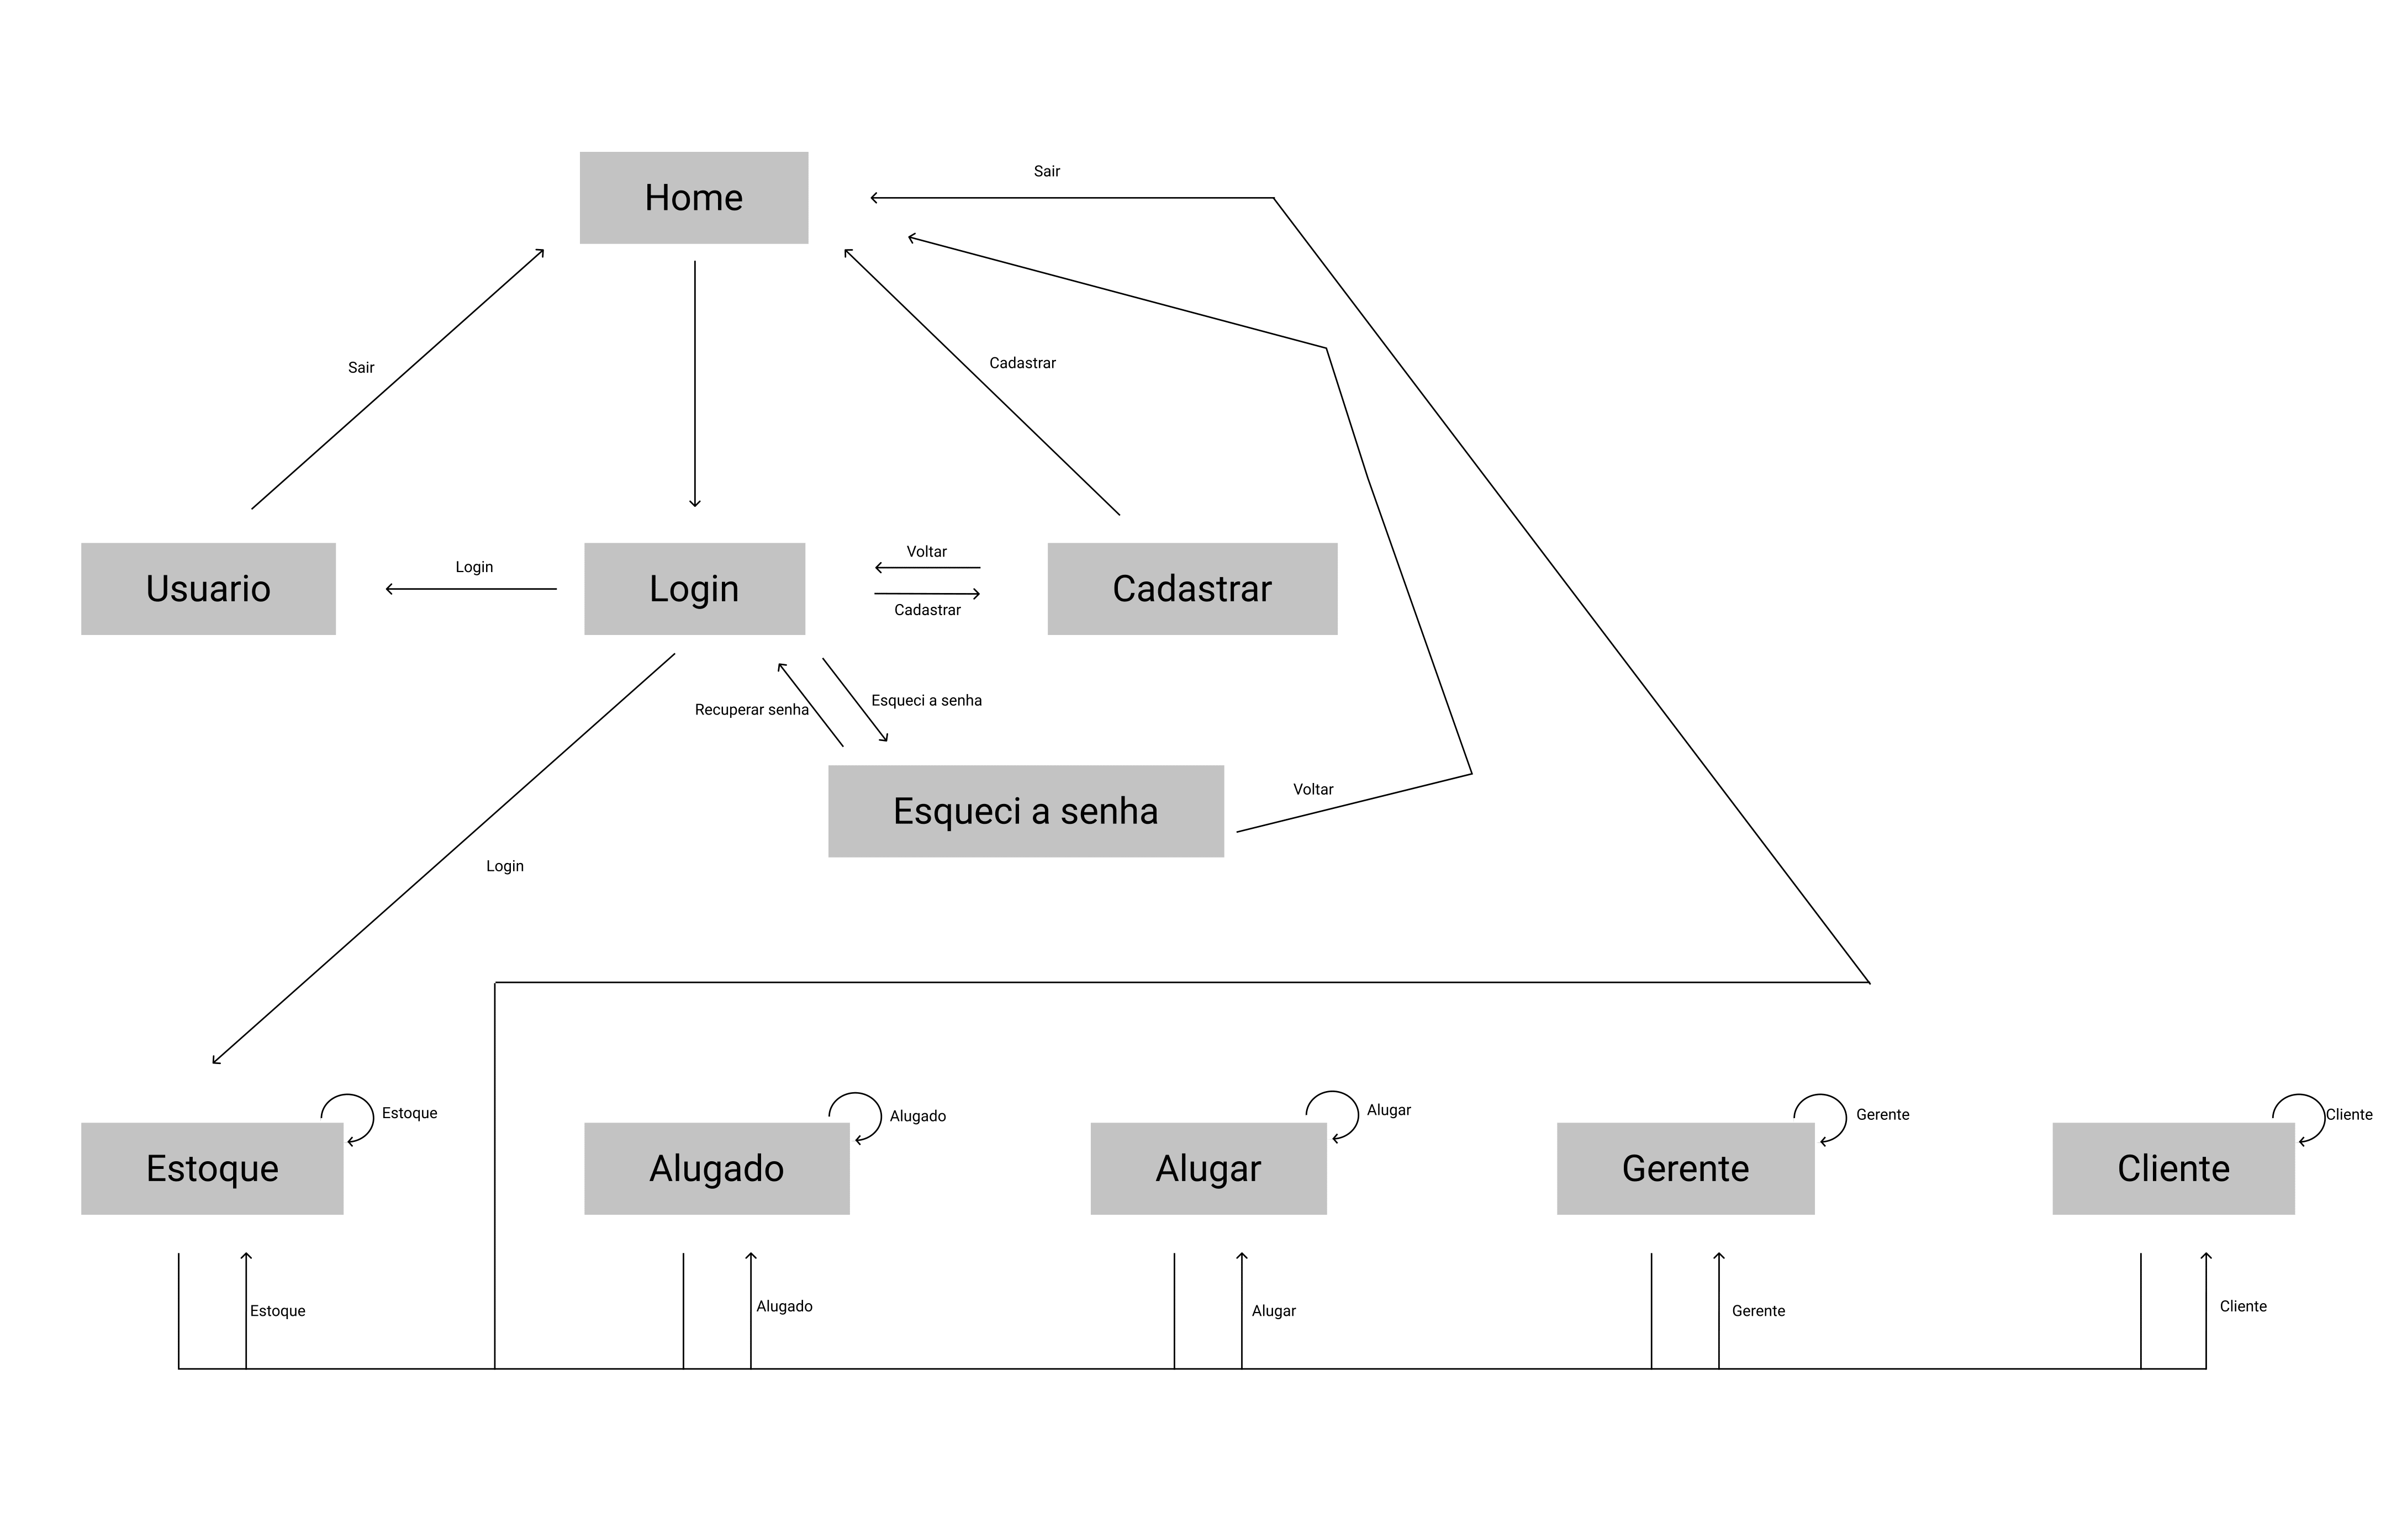 Sair
Home
Cadastrar
Sair
Voltar
Login
Usuario
Login
Cadastrar
Cadastrar
Esqueci a senha
Recuperar senha
Voltar
Esqueci a senha
Login
Estoque
Alugado
Alugar
Gerente
Cliente
Estoque
Alugado
Alugar
Gerente
Cliente
Estoque
Alugado
Alugar
Gerente
Cliente